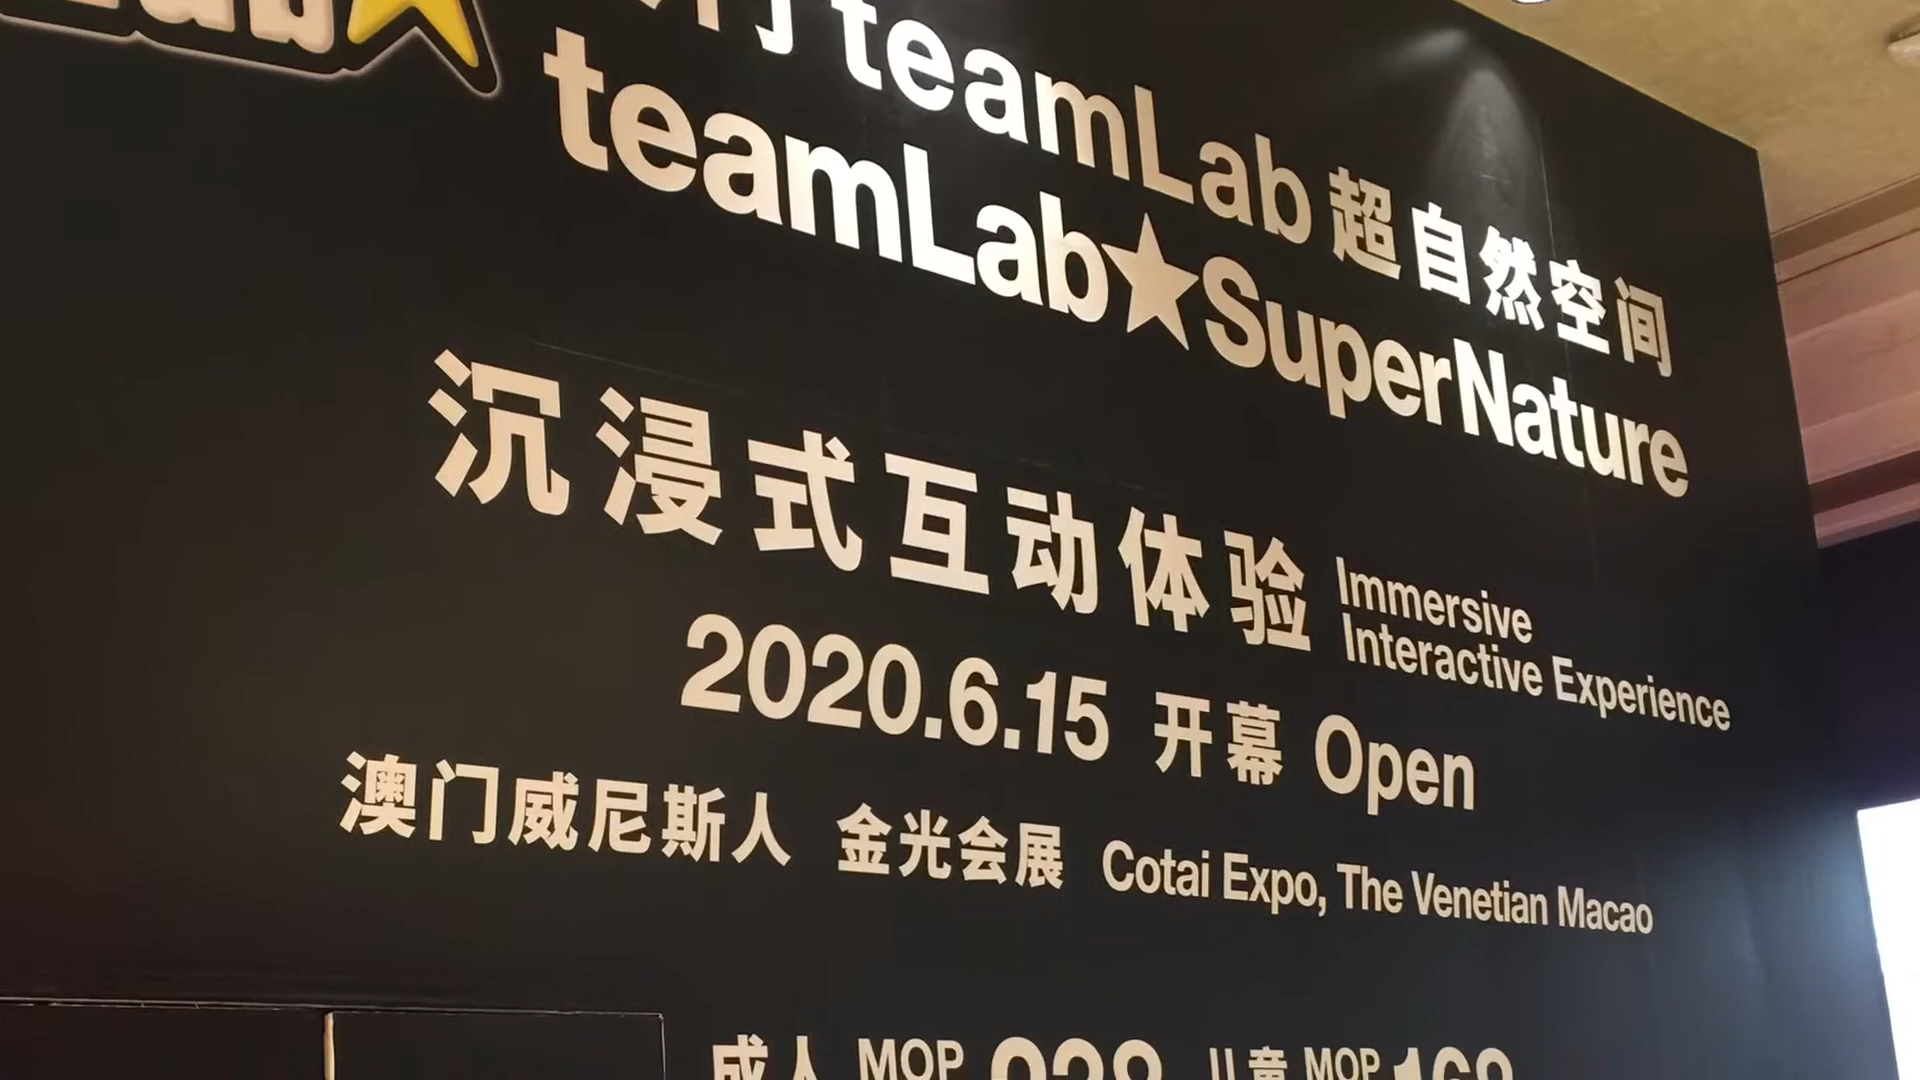 teamLab 超自然空间
teamLab★SuperNature
沉浸式互动体验 Immersive
Interactive Experience
2020.6.15 开幕 Open
澳门威尼斯人 金光会展 Cotai Expo, The Venetian Macao
成人 MOP 儿童 MOP 168